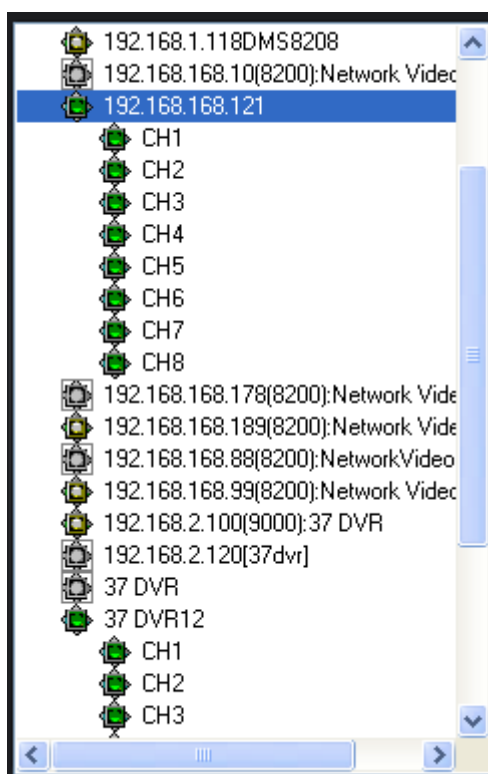 192.168.1.118DMS8208
192.168.168.10(8200):Network Videc
192.168.168.121
CH1
CH2
CH3
CH4
CH5
CH6
CH7
CH8
192.168.168.178(8200):Network Vide
192.168.168.189(8200):Network Vide
192.168.168.88(8200):NetworkVideo
192.168.168.99(8200):Network Videc
192.168.2.100(9000):37 DVR
192.168.2.120[37dvr]
37 DVR
37 DVR12
CH1
CH2
CH3